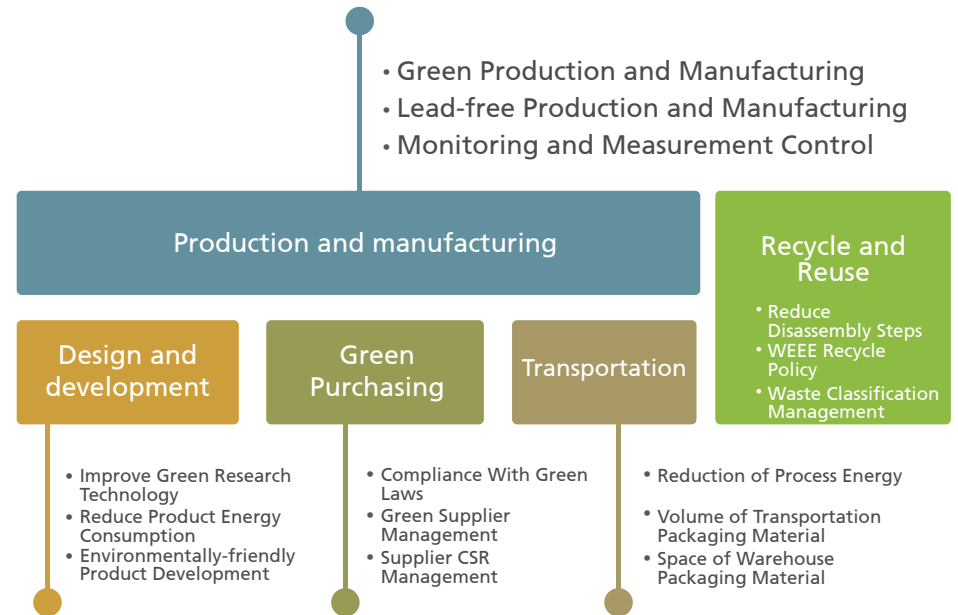 • Green Production and Manufacturing
• Lead-free Production and Manufacturing
• Monitoring and Measurement Control
Production and manufacturing
Recycle and
Reuse
• Reduce
Disassembly Steps
• WEEE Recycle
Policy
• Waste Classification
Management
Design and
development
Green
Purchasing
Transportation
• Improve Green Research
Technology
• Reduce Product Energy
Consumption
• Environmentally-friendly
Product Development
• Compliance With Green
Laws
• Green Supplier
Management
• Supplier CSR
Management
• Reduction of Process Energy
• Volume of Transportation
Packaging Material
• Space of Warehouse
Packaging Material